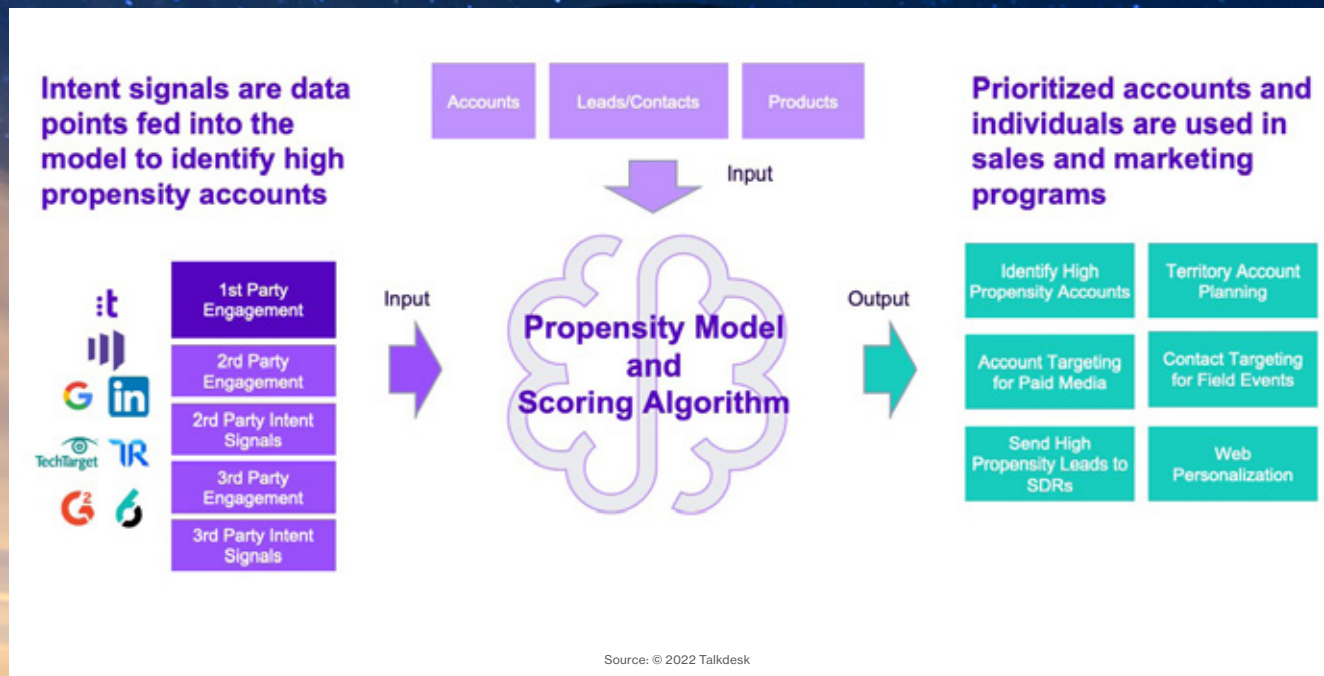 Intent signals are data
points fed into the
model to identify high
propensity accounts
Accounts
Leads/Contacts
Products
Input
Prioritized accounts and
individuals are used in
sales and marketing
programs
:t
G
in
TechTarget
TR
G2
6
1st Party
Engagement
2rd Party
Engagement
2rd Party Intent
Signals
3rd Party
Engagement
3rd Party Intent
Signals
Input
Propensity Model
and
Scoring Algorithm
Output
Identify High
Propensity Accounts
Territory Account
Planning
Account Targeting
for Paid Media
Contact Targeting
for Field Events
Send High
Propensity Leads to
SDRs
Web
Personalization
Source: © 2022 Talkdesk